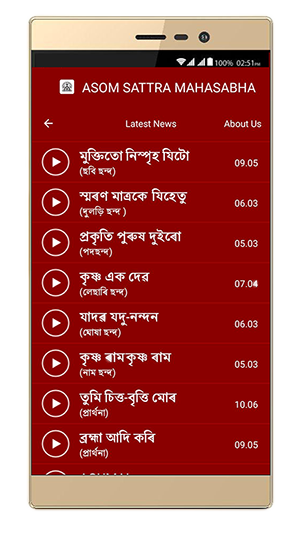 100% 02:51PM
ASOM SATTRA MAHASABHA
Latest News About Us
মুক্তিতো নিস্পৃহ যিটো
(ছবি ছন্দ) 09.05
স্মৰণ মাত্ৰকে যিহেতু
(দুলড়ি ছন্দ ) 06.03
প্ৰকৃতি পুৰুষ দুইৰো
(পদছন্দ) 05.03
কৃষ্ণ এক দেৱ
(লেছাৰি ছন্দ) 07.04
যাদৱ যদু-নন্দন
(ঘোষা ছন্দ) 06.03
কৃষ্ণ ৰামকৃষ্ণ ৰাম
(নাম ছন্দ) 05.03
তুমি চিত্ত-বৃত্তি মোৰ
(প্ৰাৰ্থনা) 10.06
ব্ৰহ্মা আদি কৰি
(প্ৰাৰ্থনা) 09.05